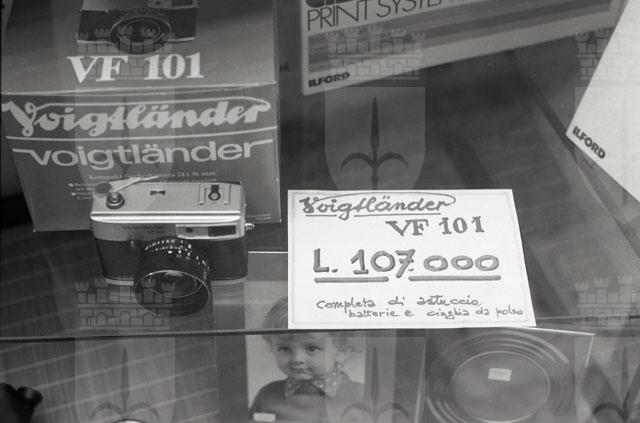 PRINT SYSTEM
ILFORD
VF 101
Voigtländer
voigtländer
ILFORD
Voigtländer
VF 101
L. 107.000
Completa di astuccio
batterie e cinghia da polso